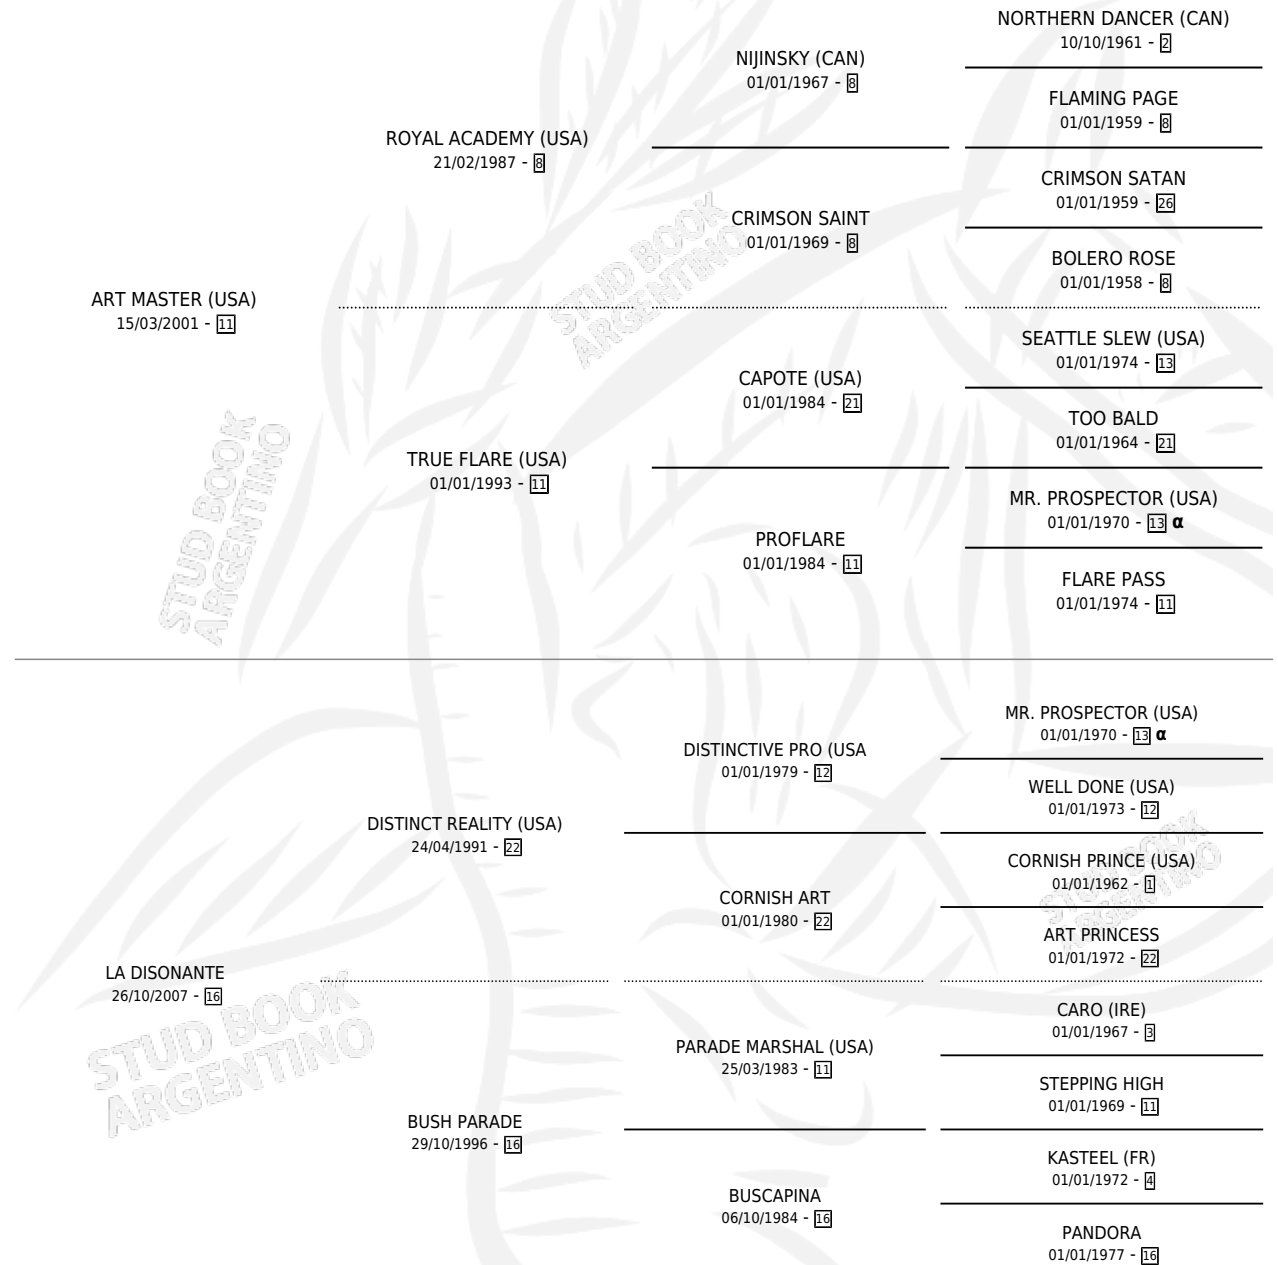 NORTHERN DANCER (CAN)
10/10/1961 - 2
NIJINSKY (CAN)
01/01/1967 - 8
FLAMING PAGE
01/01/1959 - 8
ROYAL ACADEMY (USA)
21/02/1987 - 8
CRIMSON SATAN
01/01/1959 - 26
CRIMSON SAINT
01/01/1969 - 8
BOLERO ROSE
01/01/1958 - 8
ART MASTER (USA)
15/03/2001 - 11
SEATTLE SLEW (USA)
01/01/1974 - 13
CAPOTE (USA)
01/01/1984 - 21
TOO BALD
01/01/1964 - 21
TRUE FLARE (USA)
01/01/1993 - 11
MR. PROSPECTOR (USA)
01/01/1970 - 13 α
PROFLARE
01/01/1984 - 11
FLARE PASS
01/01/1974 - 11
MR. PROSPECTOR (USA)
01/01/1970 - 13 α
DISTINCTIVE PRO (USA
01/01/1979 - 12
WELL DONE (USA)
01/01/1973 - 12
DISTINCT REALITY (USA)
24/04/1991 - 22
CORNISH PRINCE (USA)
01/01/1962 - 1
CORNISH ART
01/01/1980 - 22
ART PRINCESS
01/01/1972 - 22
LA DISONANTE
26/10/2007 - 16
CARO (IRE)
01/01/1967 - 3
PARADE MARSHAL (USA)
25/03/1983 - 11
STEPPING HIGH
01/01/1969 - 11
BUSH PARADE
29/10/1996 - 16
KASTEEL (FR)
01/01/1972 - 4
BUSCAPINA
06/10/1984 - 16
PANDORA
01/01/1977 - 16
STUD BOOK
ARGENTINO
STUD BOOK
ARGENTINO
STUD BOOK
ARGENTINO
STUD BOOK
ARGENTINO